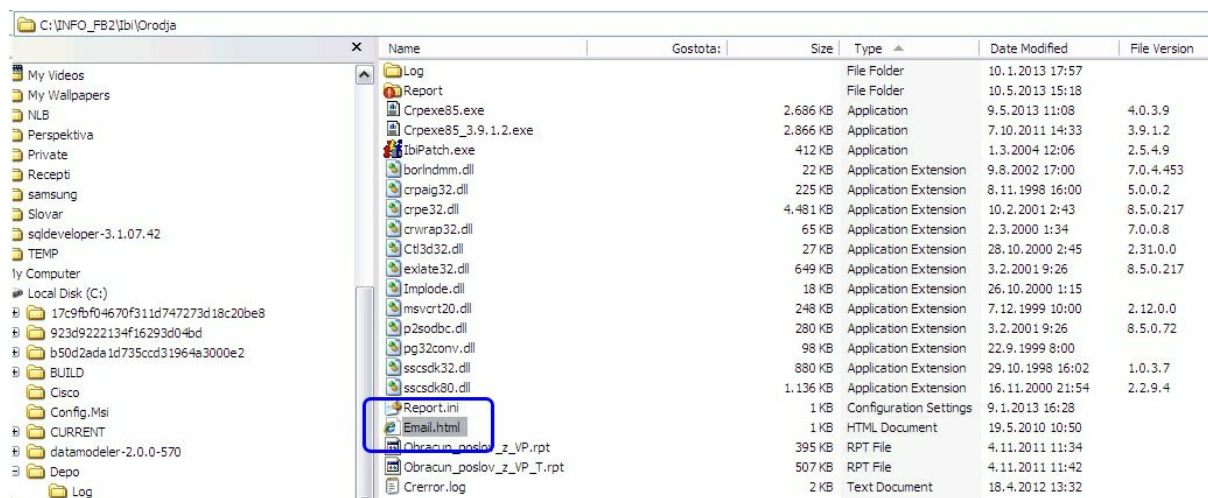 C:\INFO_FB2\Ibi\Orodja
My Videos
My Wallpapers
NLB
Perspektiva
Private
Recepti
samsung
Slovar
sqldeveloper-3.1.07.42
TEMP
ly Computer
Local Disk (C:)
17c9fbf04670f311d747273d18c20be8
923d9222134f16293d04bd
b50d2ada1d735ccd31964a3000e2
BUILD
Cisco
Config.Msi
CURRENT
datamodeler-2.0.0-570
Depo
Log
Name Gostota: Size Type Date Modified File Version
Log File Folder 10.1.2013 17:57
Report File Folder 10.5.2013 15:18
Crpexe85.exe 2.686 KB Application 9.5.2013 11:08 4.0.3.9
Crpexe85_3.9.1.2.exe 2.866 KB Application 7.10.2011 14:33 3.9.1.2
IbiPatch.exe 412 KB Application 1.3.2004 12:06 2.5.4.9
borlndmm.dll 22 KB Application Extension 9.8.2002 17:00 7.0.4.453
crpaig32.dll 225 KB Application Extension 8.11.1998 16:00 5.0.0.2
crpe32.dll 4.481 KB Application Extension 10.2.2001 2:43 8.5.0.217
crwrap32.dll 65 KB Application Extension 2.3.2000 1:34 7.0.0.8
Ctl3d32.dll 27 KB Application Extension 28.10.2000 2:45 2.31.0.0
exlate32.dll 649 KB Application Extension 3.2.2001 9:26 8.5.0.217
Implode.dll 18 KB Application Extension 26.10.2000 1:15
msvcrt20.dll 248 KB Application Extension 7.12.1999 10:00 2.12.0.0
p2sodbc.dll 280 KB Application Extension 3.2.2001 9:26 8.5.0.72
pg32conv.dll 98 KB Application Extension 22.9.1999 8:00
sscsdk32.dll 880 KB Application Extension 29.10.1998 16:02 1.0.3.7
sscsdk80.dll 1.136 KB Application Extension 16.11.2000 21:54 2.2.9.4
Report.ini 1 KB Configuration Settings 9.1.2013 16:28
Email.html 1 KB HTML Document 19.5.2010 10:50
Obracun_poslov_z_VP.rpt 395 KB RPT File 4.11.2011 11:34
Obracun_poslov_z_VP_T.rpt 507 KB RPT File 4.11.2011 11:42
Crerror.log 2 KB Text Document 18.4.2012 13:32